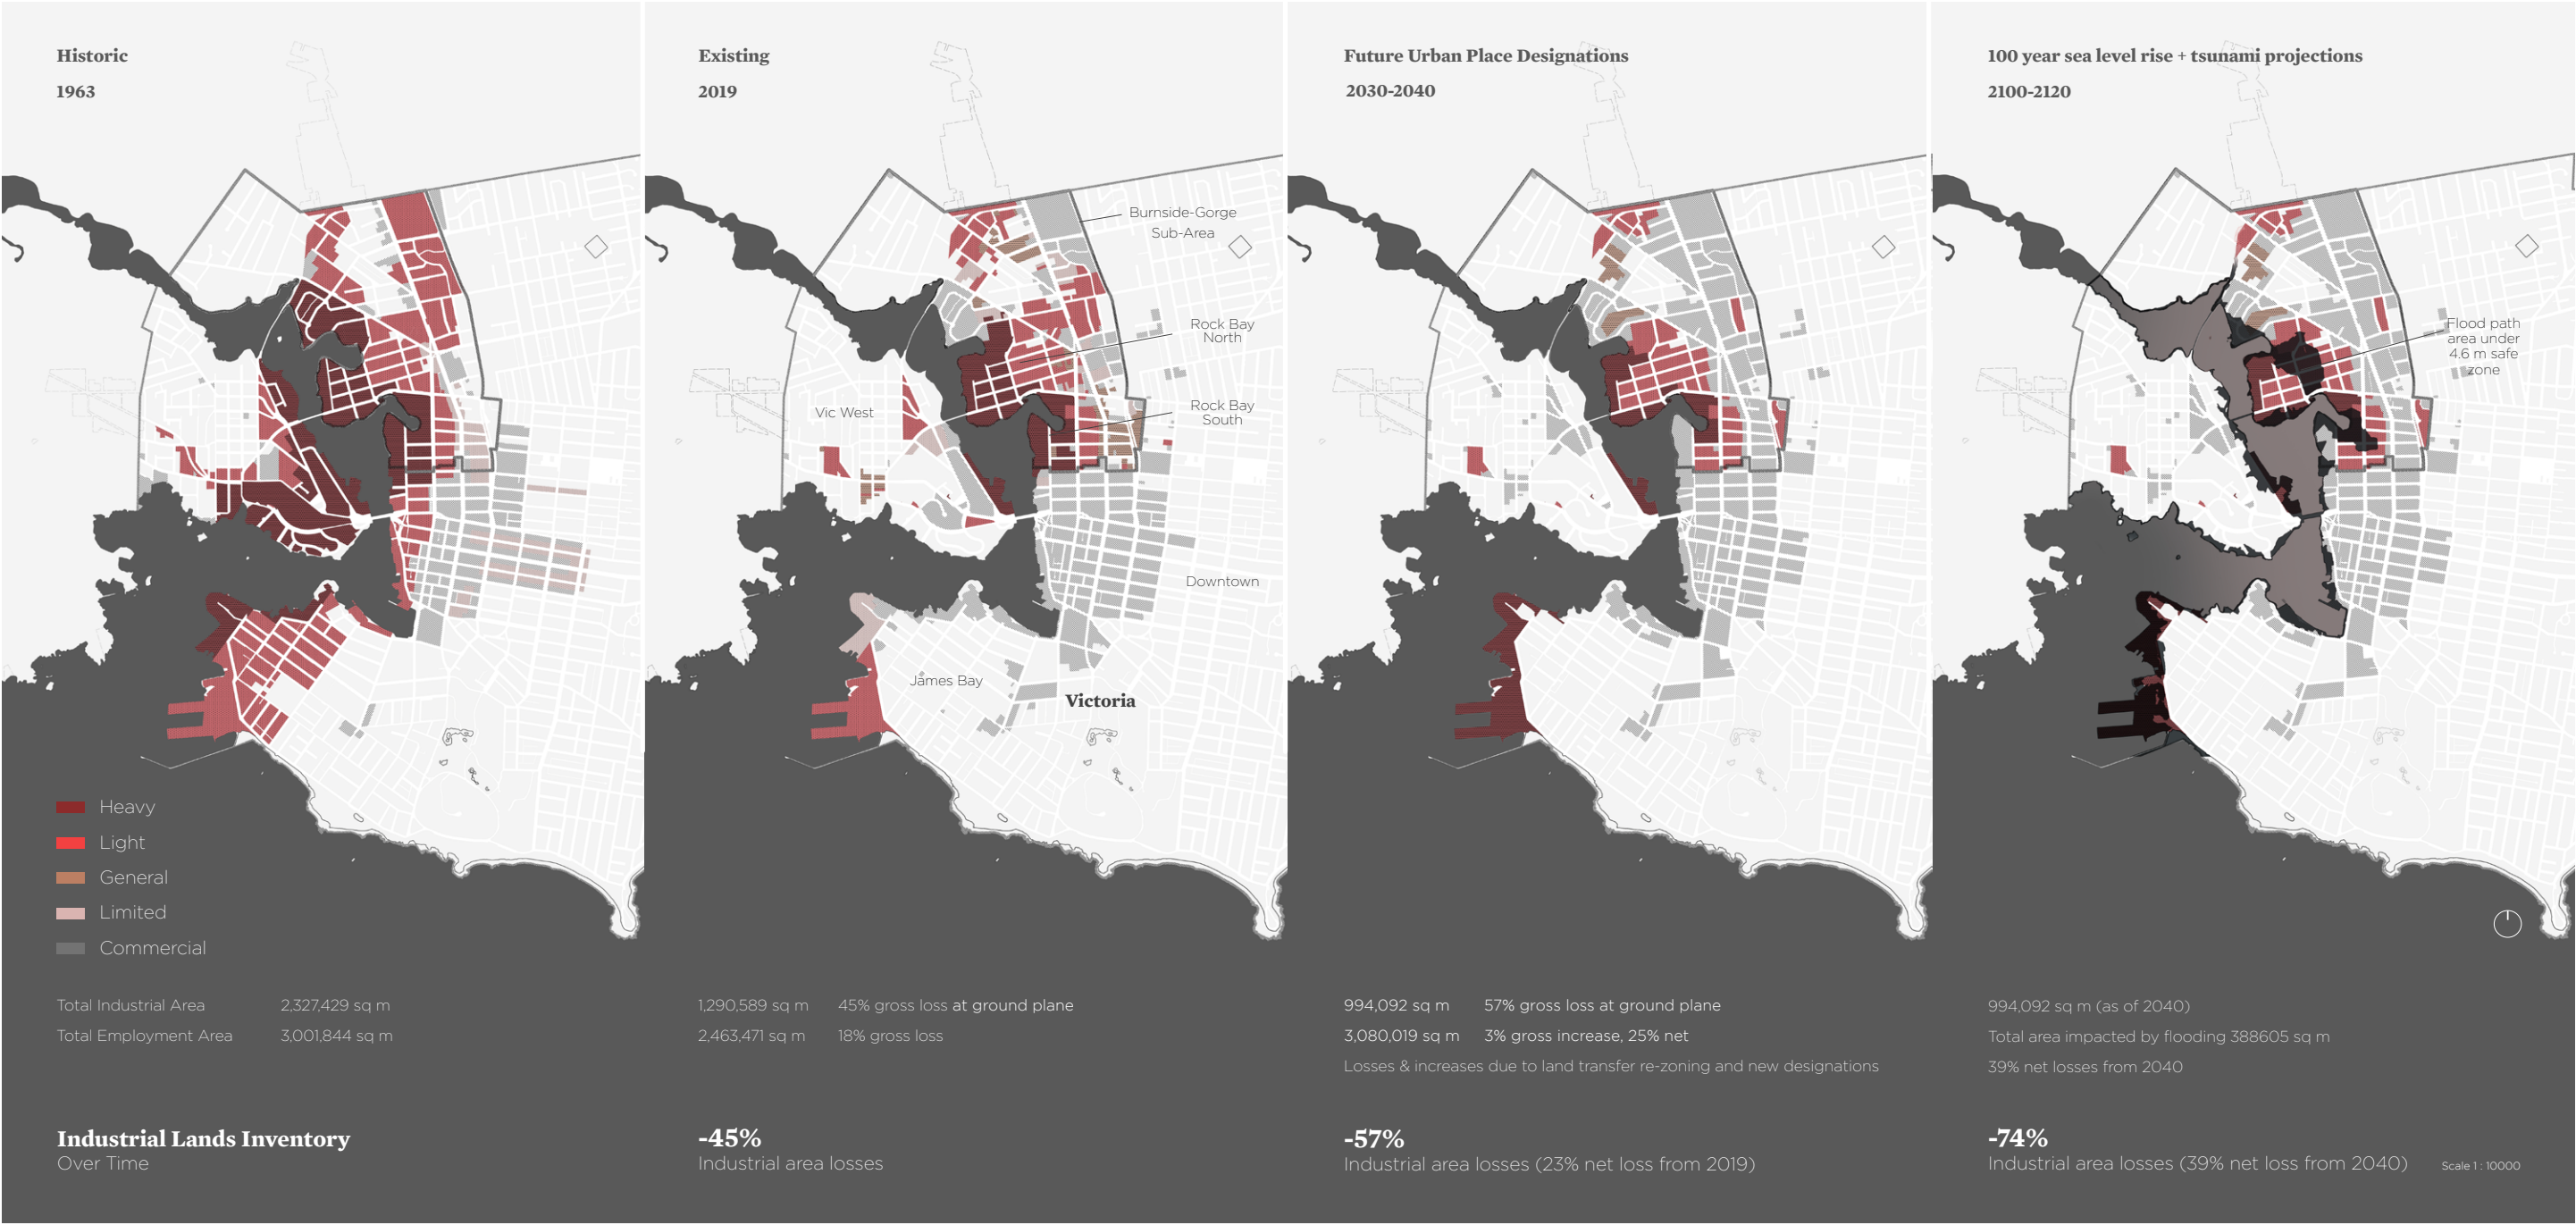 Historic
1963
Heavy
Light
General
Limited
Commercial
Total Industrial Area 2,327,429 sq m
Total Employment Area 3,001,844 sq m
Industrial Lands Inventory
Over Time
Existing
2019
Burnside-Gorge
Sub-Area
Rock Bay
North
Vic West
Rock Bay
South
Downtown
James Bay
Victoria
1,290,589 sq m 45% gross loss at ground plane
2,463,471 sq m 18% gross loss
-45%
Industrial area losses
Future Urban Place Designations
2030-2040
994,092 sq m 57% gross loss at ground plane
3,080,019 sq m 3% gross increase, 25% net
Losses & increases due to land transfer re-zoning and new designations
-57%
Industrial area losses (23% net loss from 2019)
100 year sea level rise + tsunami projections
2100-2120
Flood path
area under
4.6 m safe
zone
994,092 sq m (as of 2040)
Total area impacted by flooding 388605 sq m
39% net losses from 2040
-74%
Industrial area losses (39% net loss from 2040)
Scale 1 : 10000